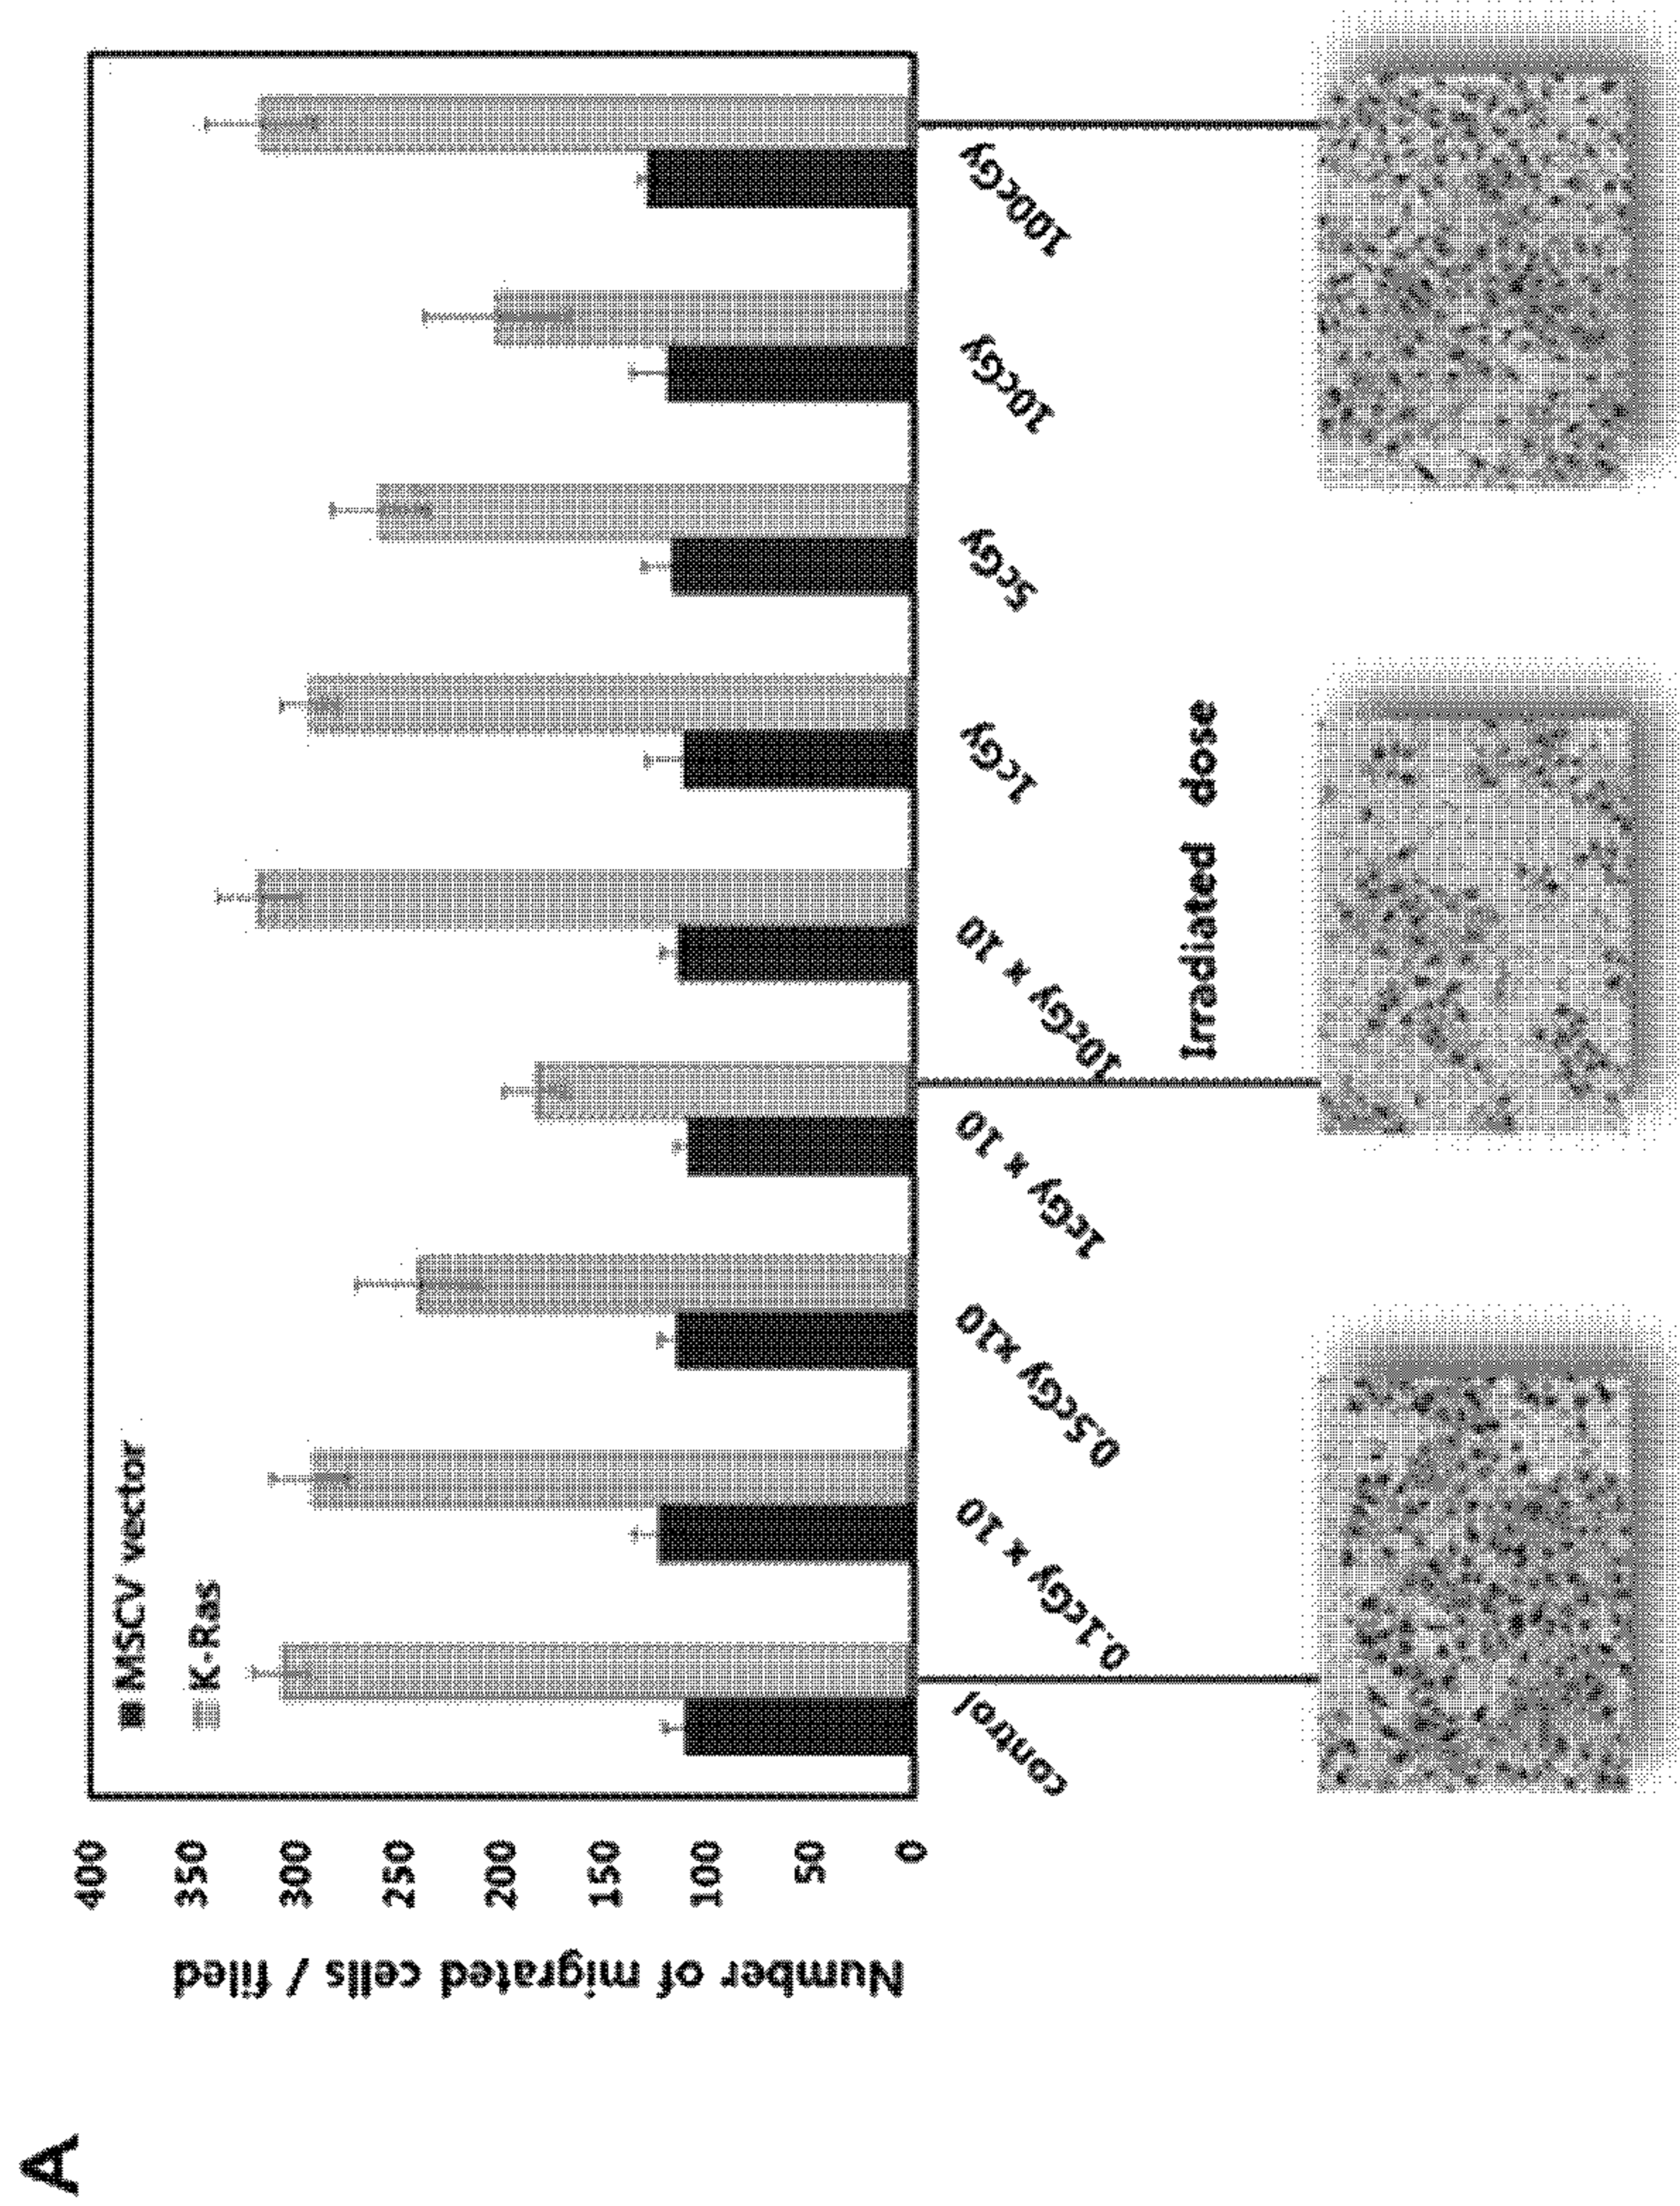 A
Number of migrated cells / filed
400
350
300
250
200
150
100
50
0
MSCV vector
K-Ras
control
0.1cGy x 10
0.5cGy x10
1cGy x 10
10cGy x 10
1cGy
5cGy
10cGy
100cGy
Irradiated dose